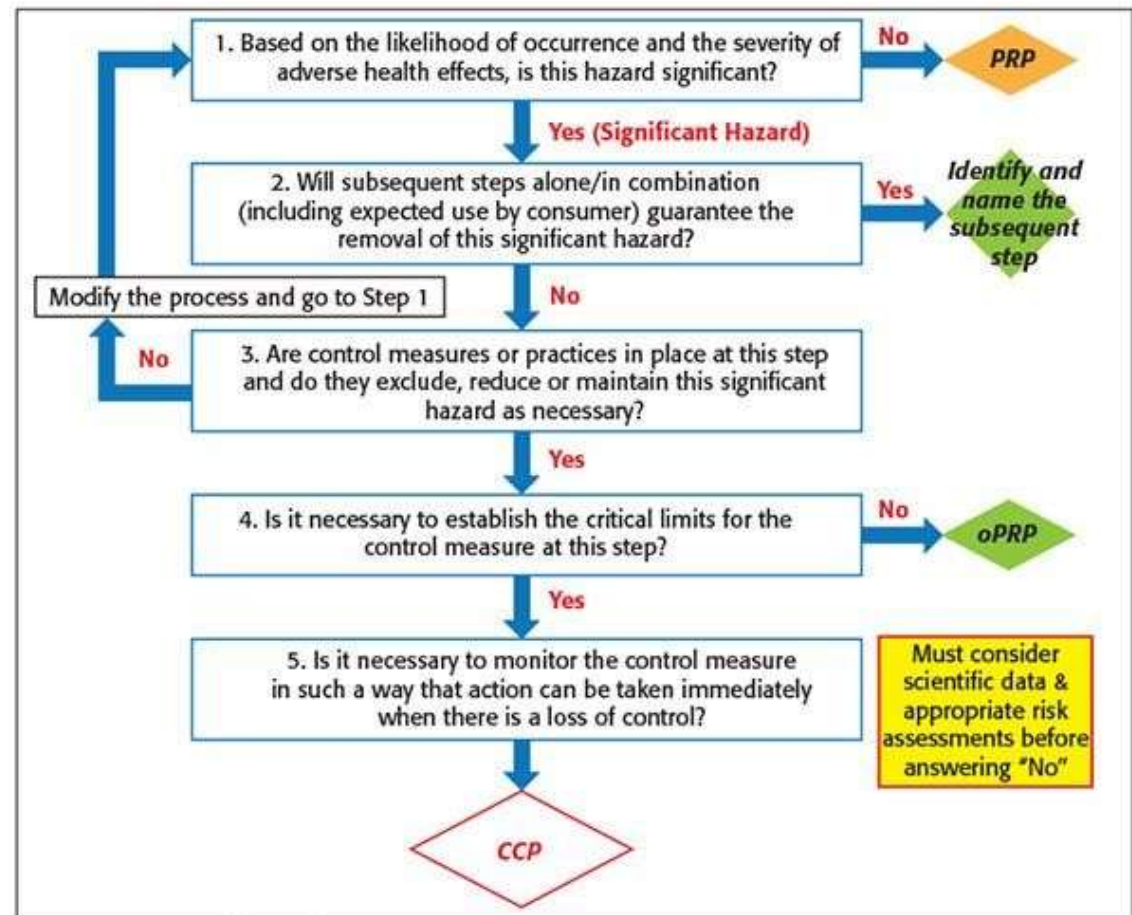 1. Based on the likelihood of occurrence and the severity of
adverse health effects, is this hazard significant?
No
PRP
Yes (Significant Hazard)
2. Will subsequent steps alone/in combination
(including expected use by consumer) guarantee the
removal of this significant hazard?
Yes
Identify and
name the
subsequent
step
Modify the process and go to Step 1
No
No
3. Are control measures or practices in place at this step
and do they exclude, reduce or maintain this significant
hazard as necessary?
Yes
4. Is it necessary to establish the critical limits for the
control measure at this step?
No
oPRP
Yes
5. Is it necessary to monitor the control measure
in such a way that action can be taken immediately
when there is a loss of control?
Must consider
scientific data &
appropriate risk
assessments before
answering "No"
CCP